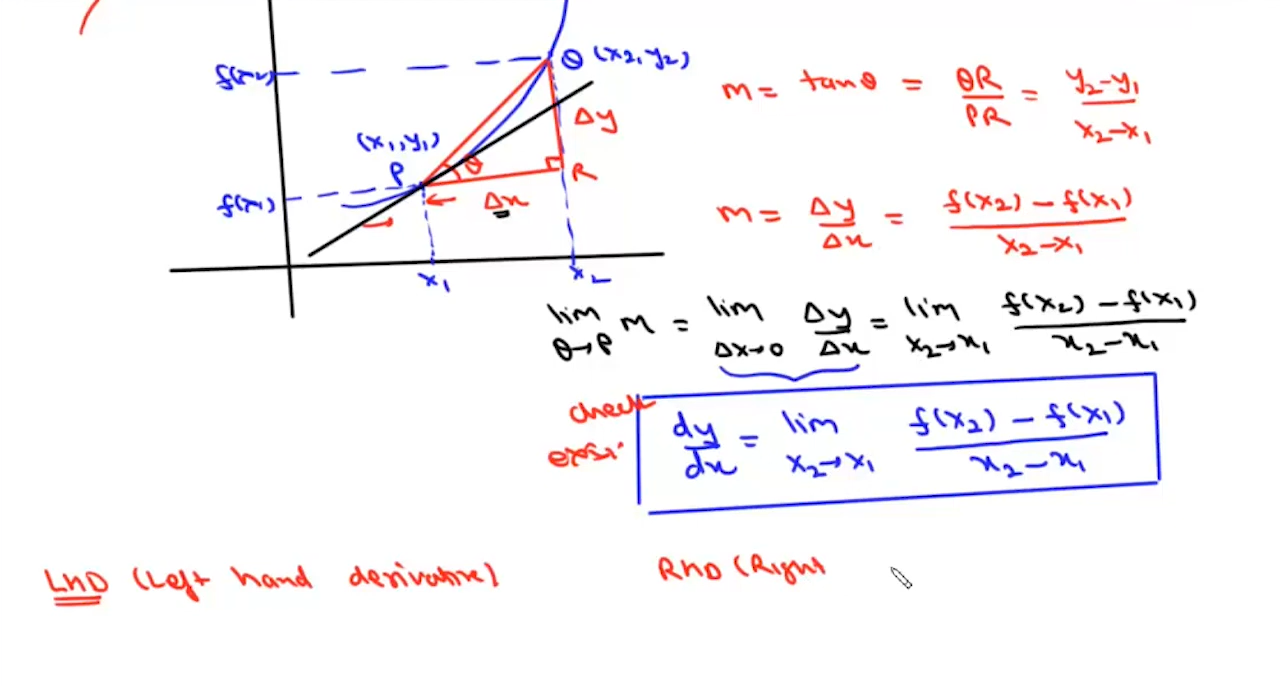 f(x2)
Q (x2, y2)
m = tanθ = QR/PR = y2-y1/x2-x1
Δy
(x1, y1)
P
θ
R
f(x1)
Δx
m = Δy/Δx = f(x2) - f(x1)/x2-x1
x1
x2
lim Q→P m = lim Δx→0 Δy/Δx = lim x2→x1 f(x2) - f(x1)/x2-x1
check
dy/dx = lim x2→x1 f(x2) - f(x1)/x2-x1
LHD (Left hand derivative)
RHD (Right